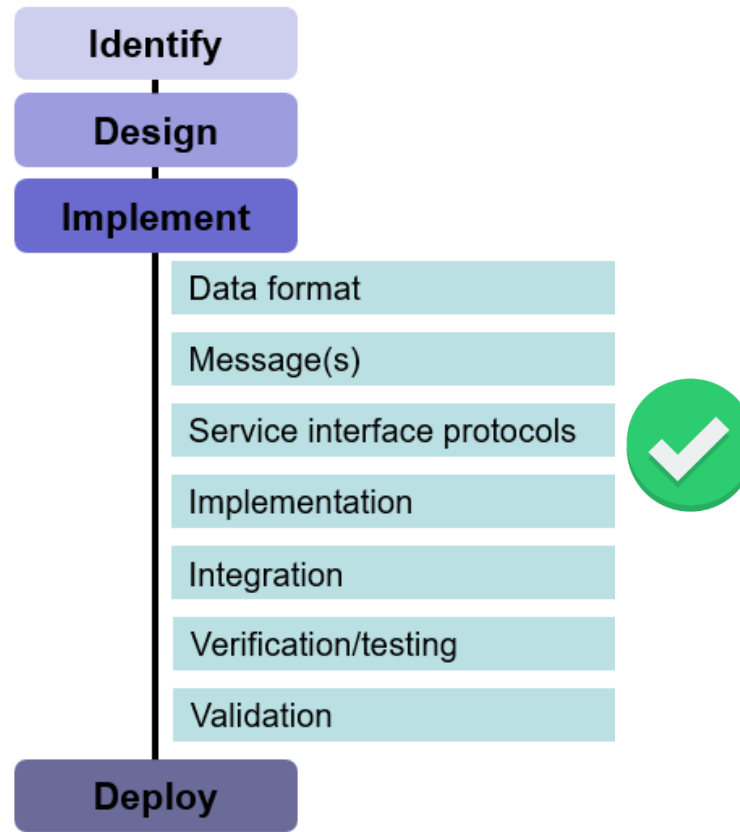 Identify
Design
Implement
Data format
Message(s)
Service interface protocols
Implementation
Integration
Verification/testing
Validation
Deploy